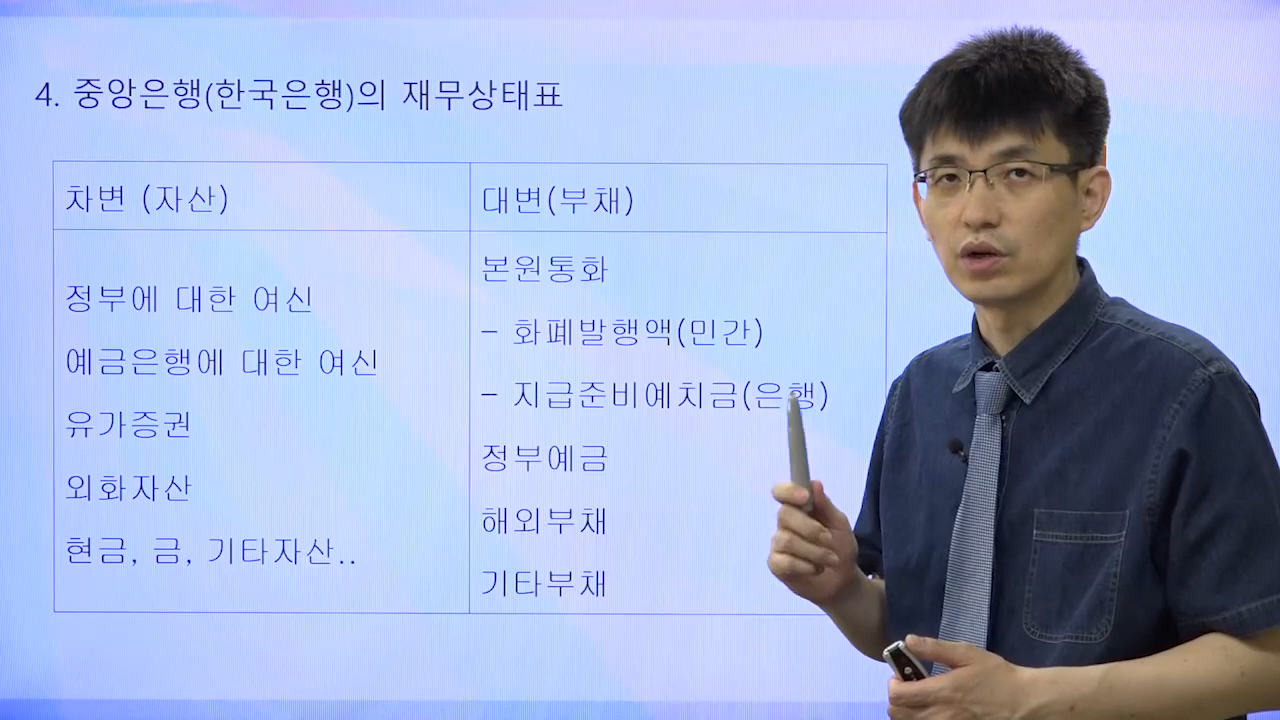 4. 중앙은행(한국은행)의 재무상태표
차변 (자산)
대변(부채)
정부에 대한 여신
예금은행에 대한 여신
유가증권
외화자산
현금, 금, 기타자산..
본원통화
- 화폐발행액(민간)
- 지급준비예치금(은행)
정부예금
해외부채
기타부채